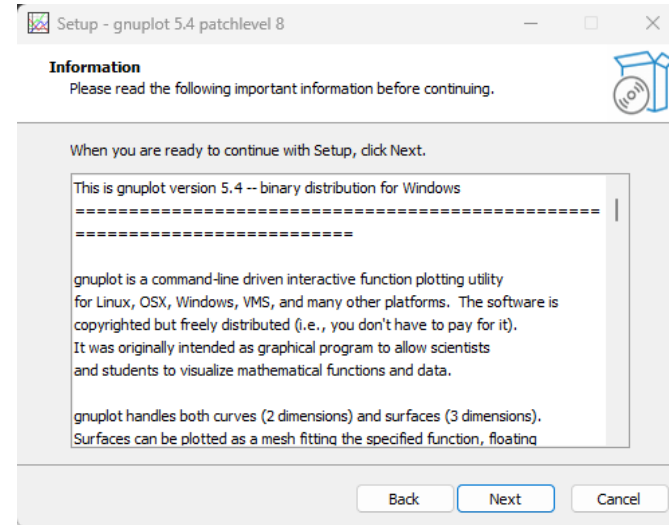 Setup - gnuplot 5.4 patchlevel 8
Information
Please read the following important information before continuing.
When you are ready to continue with Setup, click Next.
This is gnuplot version 5.4 -- binary distribution for Windows
=================================================
==========================
gnuplot is a command-line driven interactive function plotting utility
for Linux, OSX, Windows, VMS, and many other platforms.  The software is
copyrighted but freely distributed (i.e., you don't have to pay for it).
It was originally intended as graphical program to allow scientists
and students to visualize mathematical functions and data.
gnuplot handles both curves (2 dimensions) and surfaces (3 dimensions).
Surfaces can be plotted as a mesh fitting the specified function, floating
Back Next Cancel